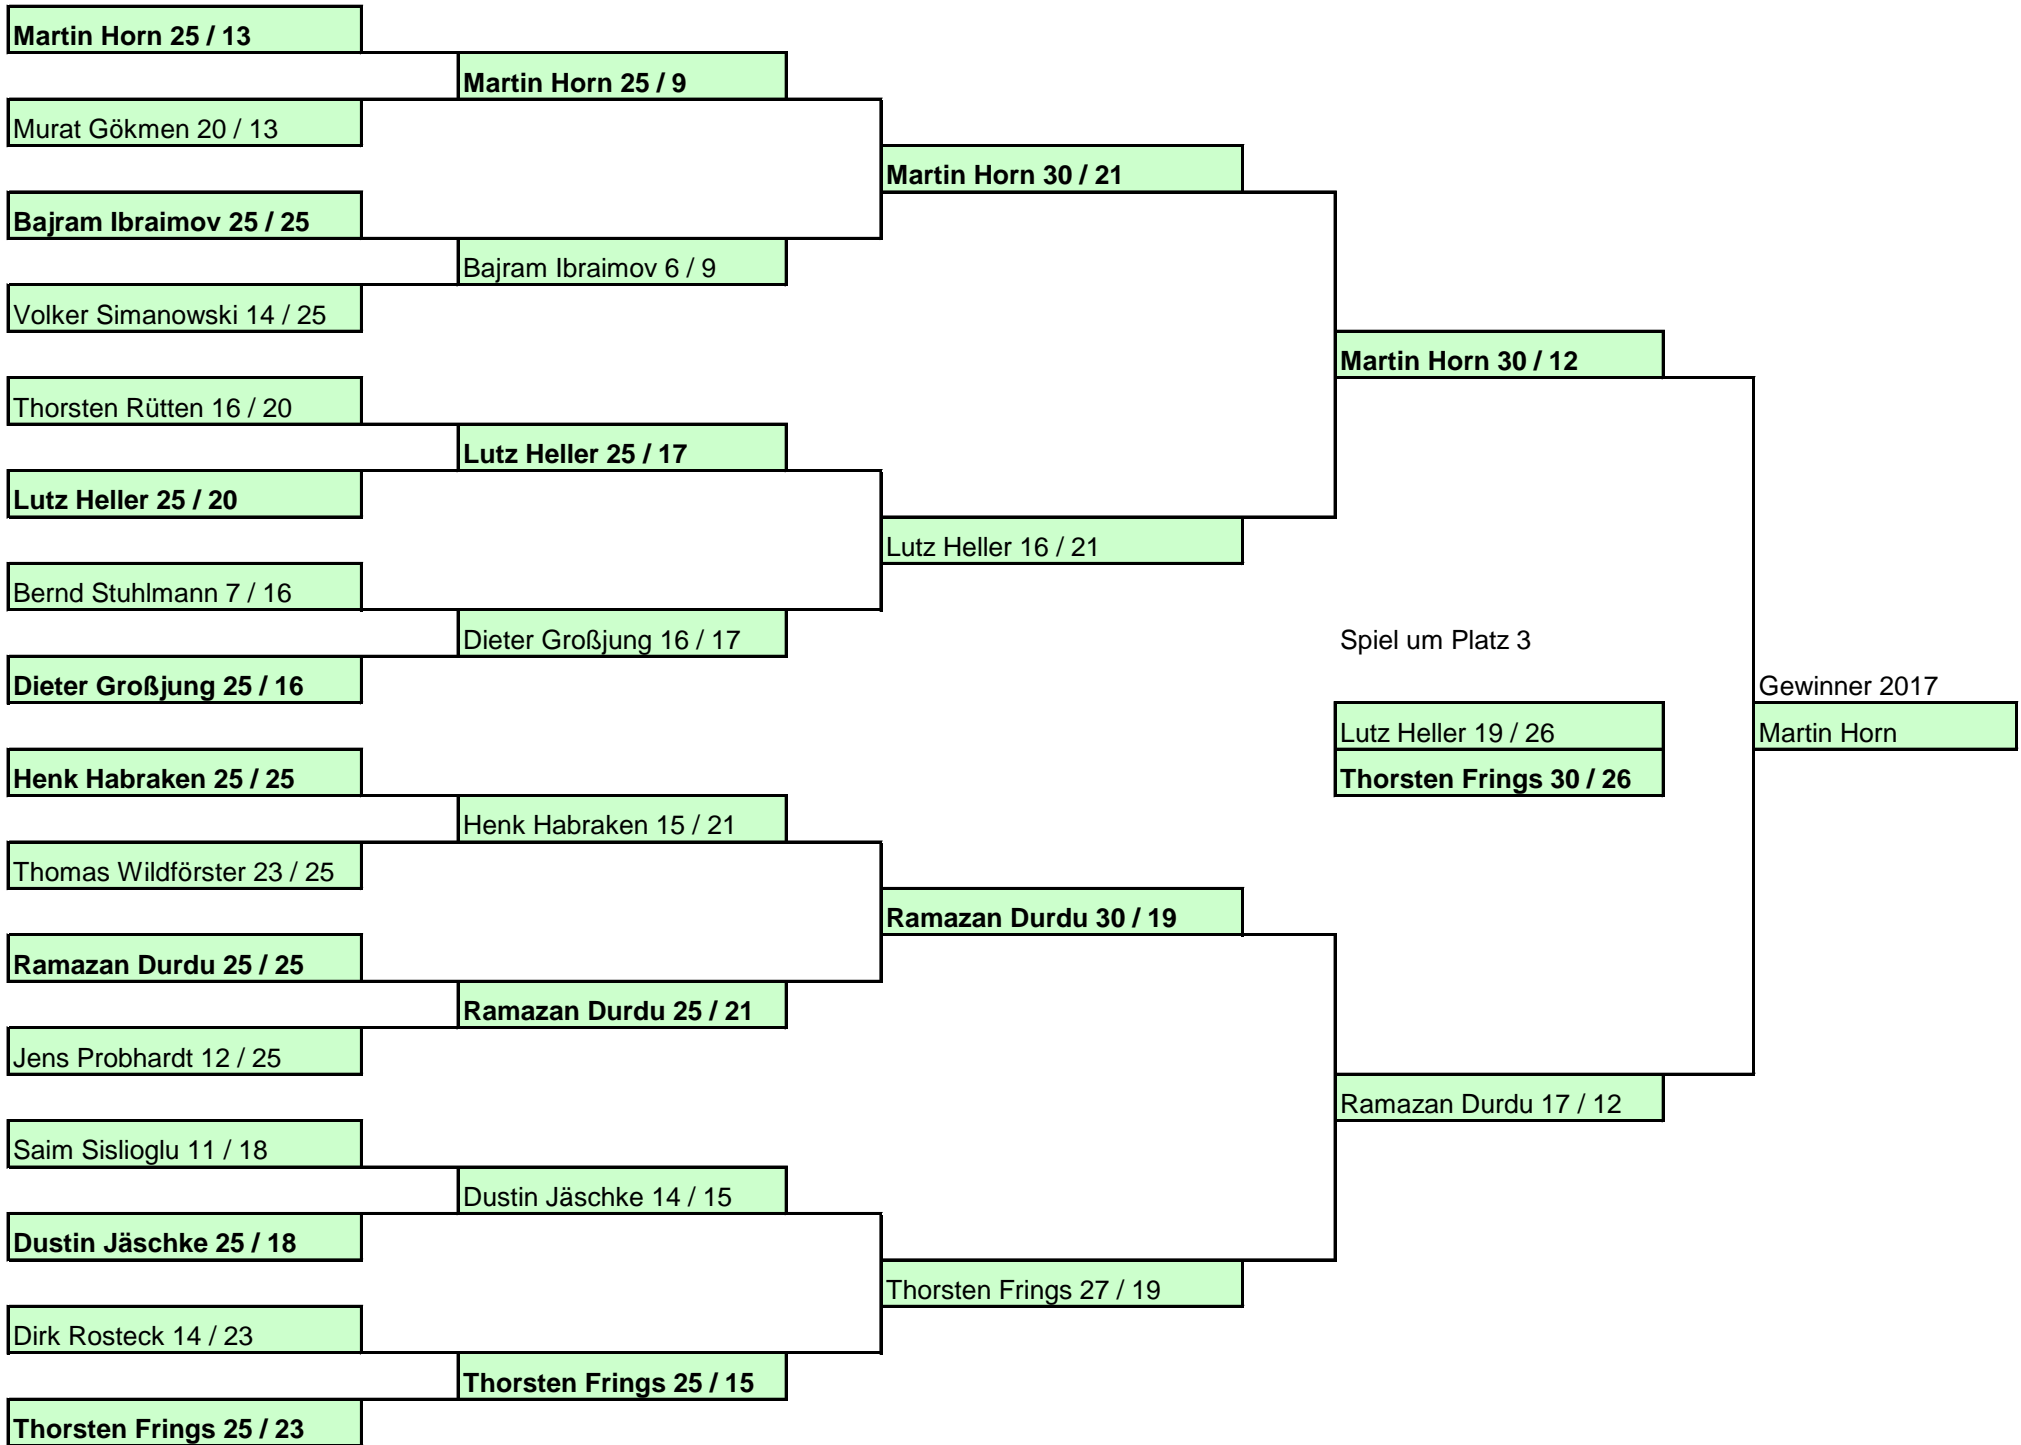 Martin Horn 25 / 13
Murat Gökmen 20 / 13
Bajram Ibraimov 25 / 25
Volker Simanowski 14 / 25
Thorsten Rütten 16 / 20
Lutz Heller 25 / 20
Bernd Stuhlmann 7 / 16
Dieter Großjung 25 / 16
Henk Habraken 25 / 25
Thomas Wildförster 23 / 25
Ramazan Durdu 25 / 25
Jens Probhardt 12 / 25
Saim Sislioglu 11 / 18
Dustin Jäschke 25 / 18
Dirk Rosteck 14 / 23
Thorsten Frings 25 / 23
Martin Horn 25 / 9
Bajram Ibraimov 6 / 9
Lutz Heller 25 / 17
Dieter Großjung 16 / 17
Henk Habraken 15 / 21
Ramazan Durdu 25 / 21
Dustin Jäschke 14 / 15
Thorsten Frings 25 / 15
Martin Horn 30 / 21
Lutz Heller 16 / 21
Ramazan Durdu 30 / 19
Thorsten Frings 27 / 19
Martin Horn 30 / 12
Spiel um Platz 3
Lutz Heller 19 / 26
Thorsten Frings 30 / 26
Ramazan Durdu 17 / 12
Gewinner 2017
Martin Horn